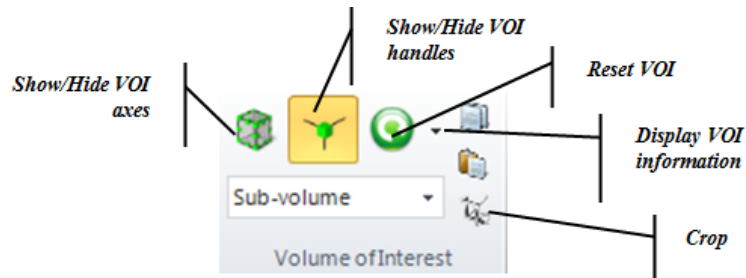 Show/Hide VOI
handles
Reset VOI
Show/Hide VOI
axes
Display VOI
information
Sub-volume
Crop
Volume of Interest